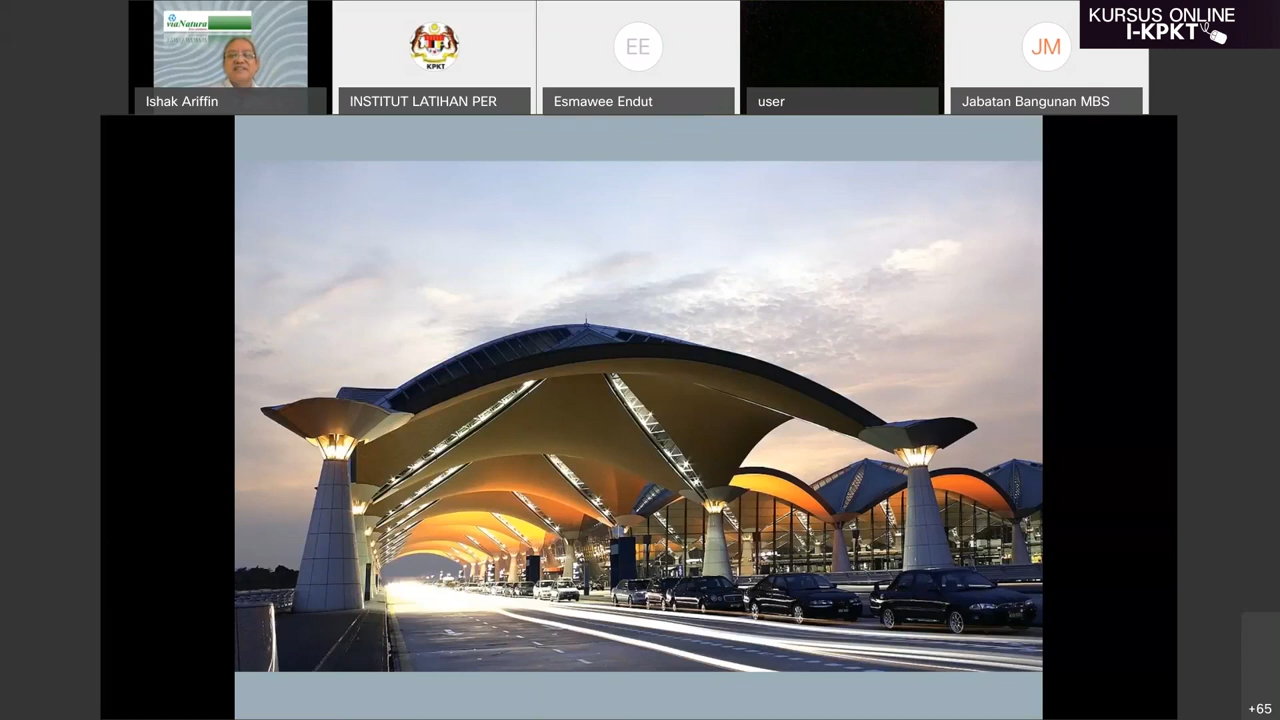 viaNatura
KPKT
EE
JM
KURSUS ONLINE
I-KPKT
Ishak Ariffin
INSTITUT LATIHAN PER
Esmawee Endut
user
Jabatan Bangunan MBS
+65